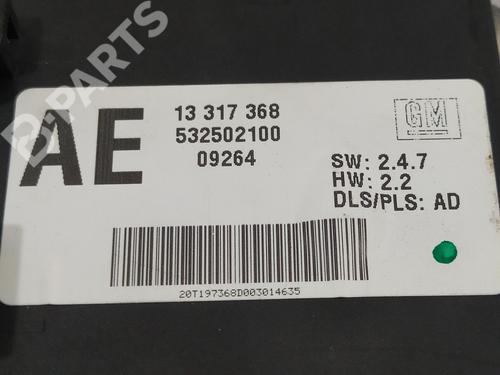 B-PARTS
AE
13 317 368
532502100
09264
GM
SW: 2.4.7
HW: 2.2
DLS/PLS: AD
20T197368D003014635